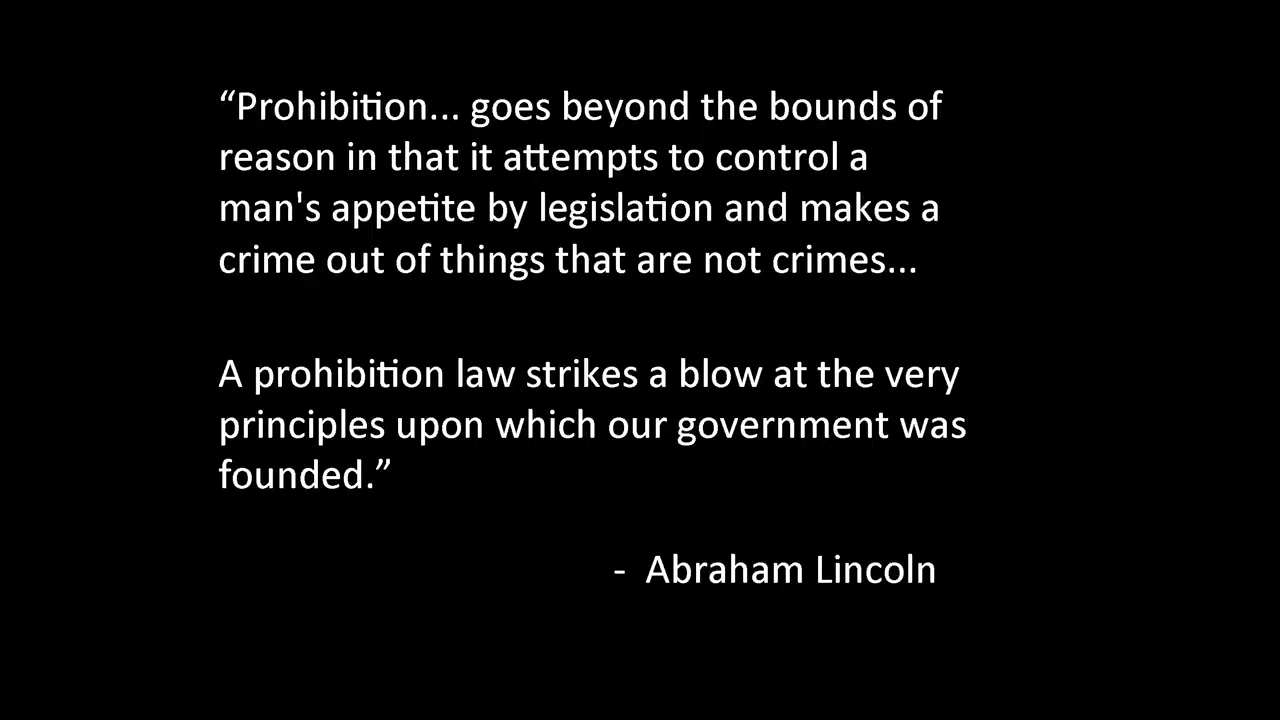 “Prohibition... goes beyond the bounds of
reason in that it attempts to control a
man's appetite by legislation and makes a
crime out of things that are not crimes...
A prohibition law strikes a blow at the very
principles upon which our government was
founded.”
- Abraham Lincoln